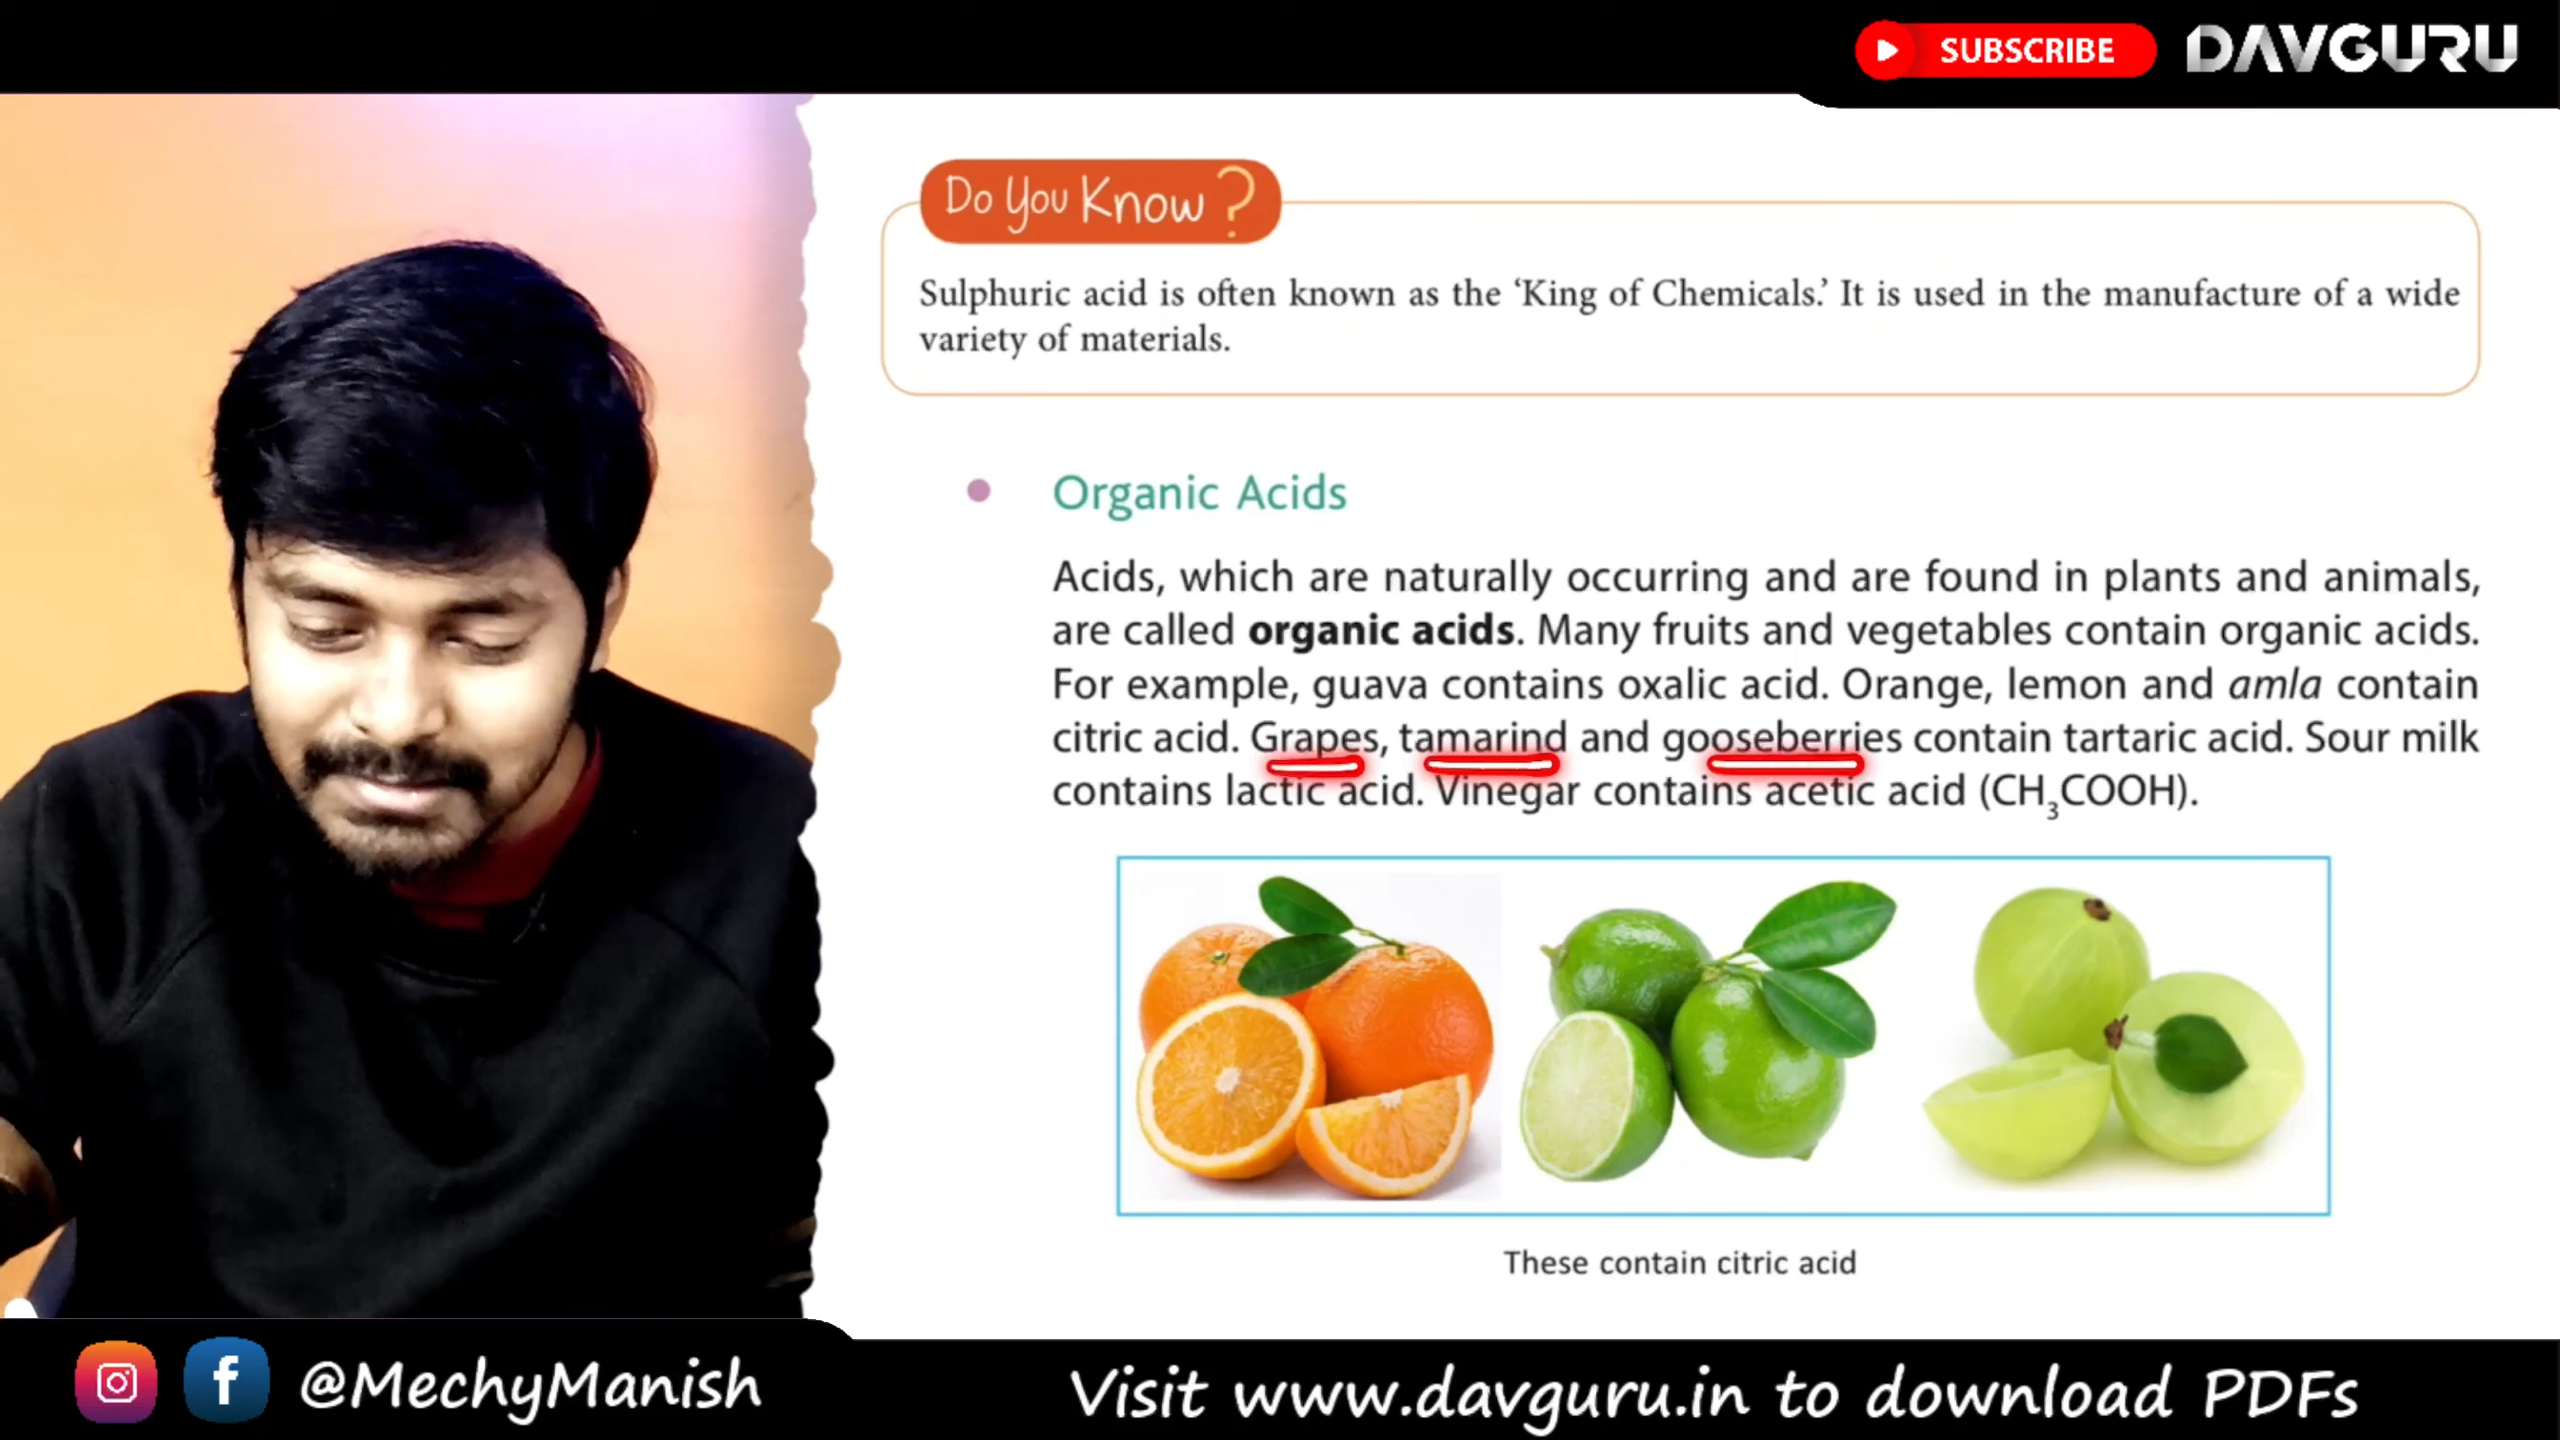 SUBSCRIBE DAVGURU
Do You Know?
Sulphuric acid is often known as the ‘King of Chemicals.’ It is used in the manufacture of a wide
variety of materials.
• Organic Acids
Acids, which are naturally occurring and are found in plants and animals,
are called organic acids. Many fruits and vegetables contain organic acids.
For example, guava contains oxalic acid. Orange, lemon and amla contain
citric acid. Grapes, tamarind and gooseberries contain tartaric acid. Sour milk
contains lactic acid. Vinegar contains acetic acid (CH₃COOH).
These contain citric acid
@MechyManish
Visit www.davguru.in to download PDFs